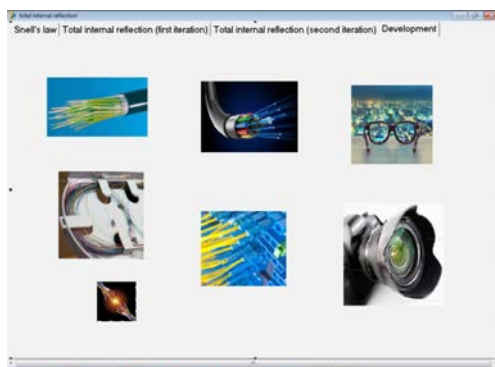 total internal reflection
Snell's law Total internal reflection (first iteration) Total internal reflection (second iteration) Development